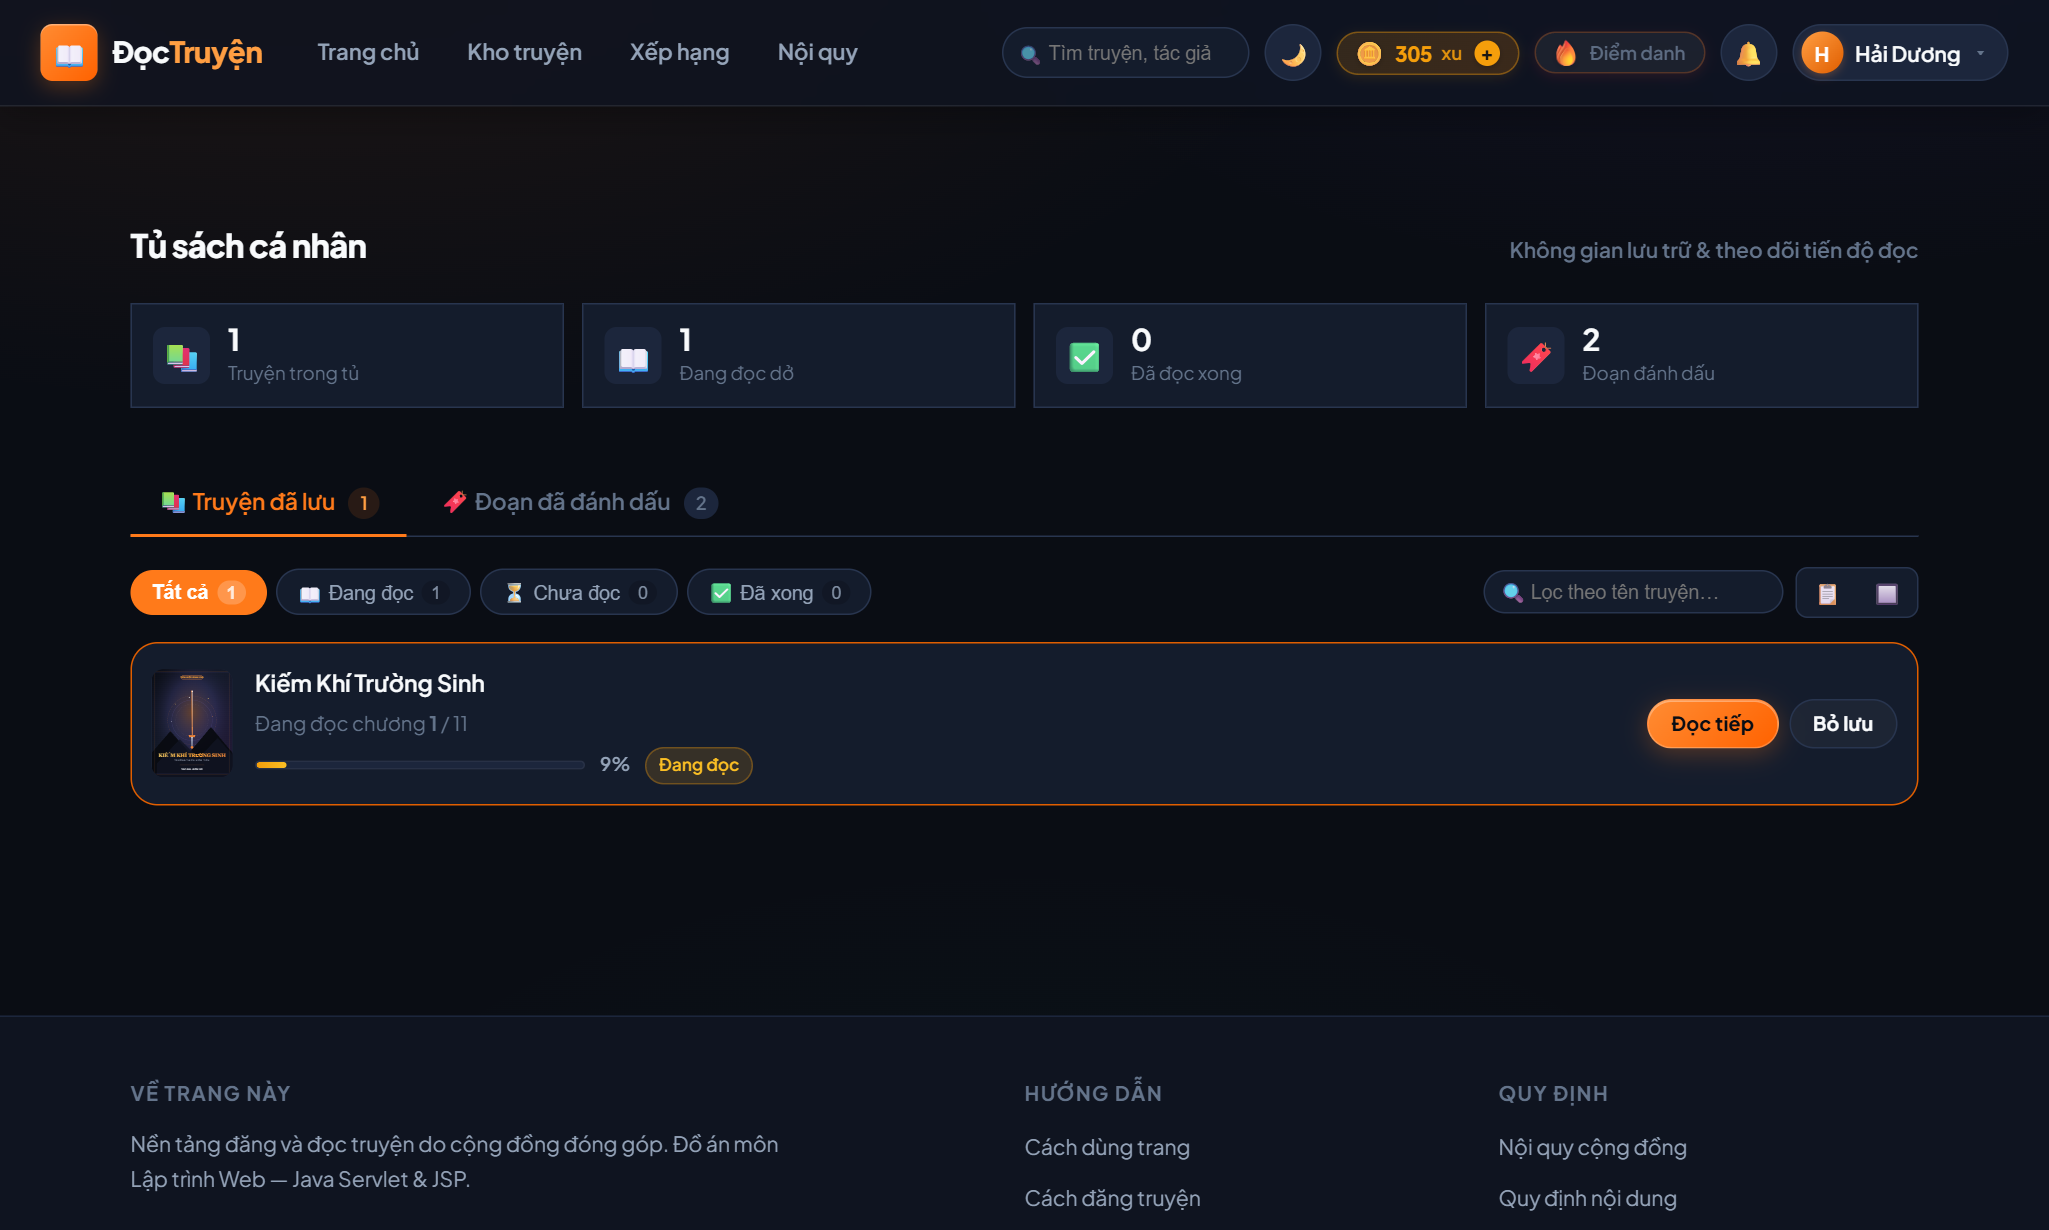 ĐọcTruyện Trang chủ Kho truyện Xếp hạng Nội quy Tìm truyện, tác giả 305 xu + Điểm danh H Hải Dương
Tủ sách cá nhân Không gian lưu trữ & theo dõi tiến độ đọc
1 1 0 2
Truyện trong tủ Đang đọc dở Đã đọc xong Đoạn đánh dấu
Truyện đã lưu 1 Đoạn đã đánh dấu 2
Tất cả 1 Đang đọc 1 Chưa đọc 0 Đã xong 0 Lọc theo tên truyện...
Kiếm Khí Trường Sinh
Đang đọc chương 1 / 11
Đọc tiếp Bỏ lưu
KIẾM KHÍ TRƯỜNG SINH
9% Đang đọc
VỀ TRANG NÀY HƯỚNG DẪN QUY ĐỊNH
Nền tảng đăng và đọc truyện do cộng đồng đóng góp. Đồ án môn
Lập trình Web — Java Servlet & JSP.
Cách dùng trang
Cách đăng truyện
Nội quy cộng đồng
Quy định nội dung